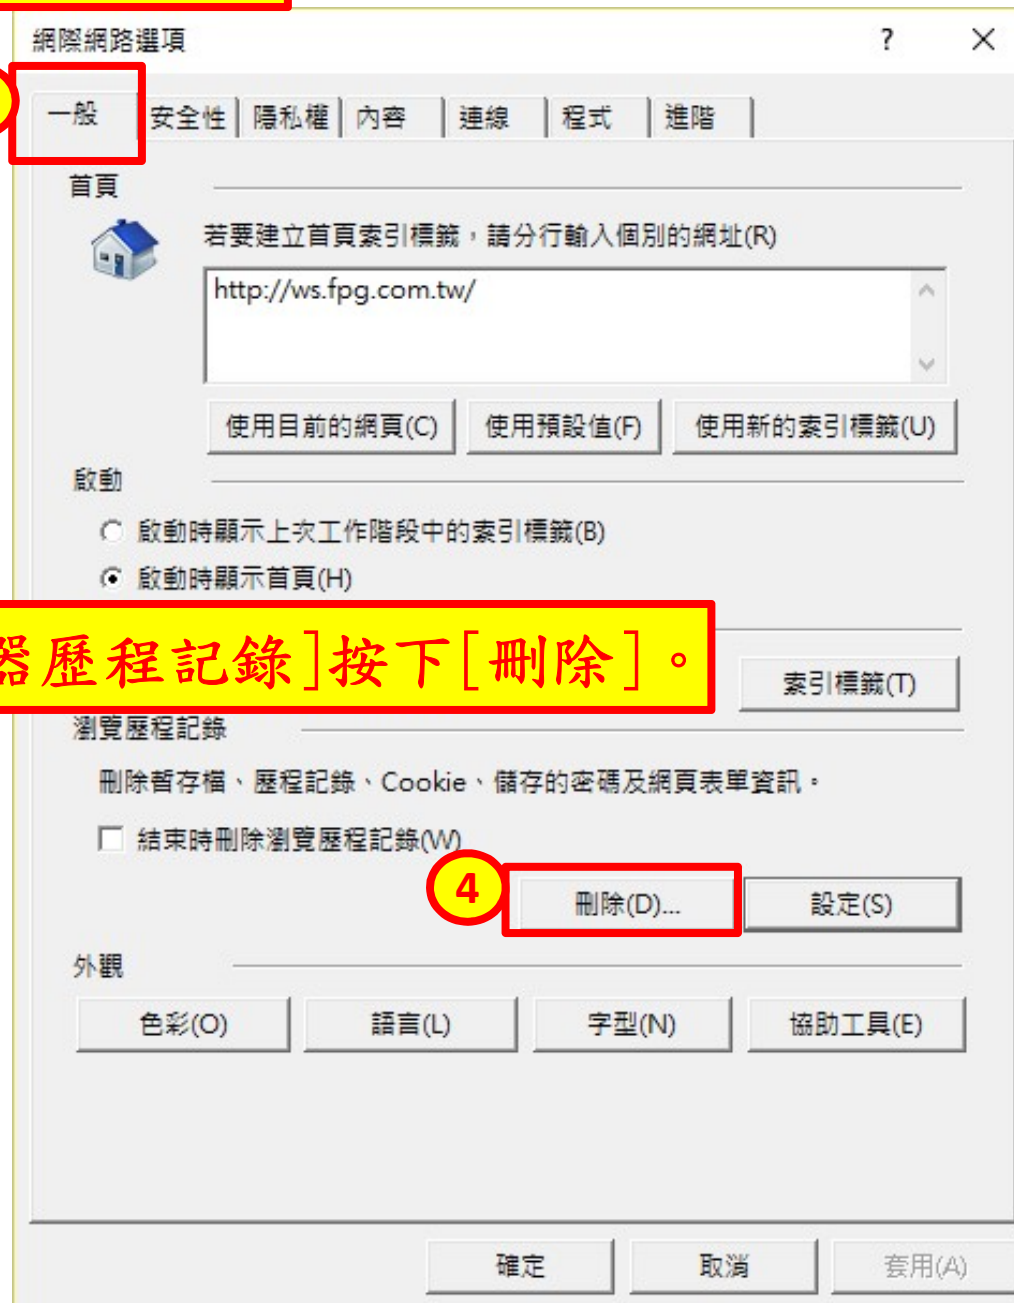 網際網路選項
一般 安全性 隱私權 內容 連線 程式 進階
首頁
若要建立首頁索引標籤，請分行輸入個別的網址(R)
http://ws.fpg.com.tw/
使用目前的網頁(C) 使用預設值(F) 使用新的索引標籤(U)
啟動
啟動時顯示上次工作階段中的索引標籤(B)
啟動時顯示首頁(H)
器歷程記錄]按下[刪除]。
索引標籤(T)
瀏覽歷程記錄
刪除暫存檔、歷程記錄、Cookie、儲存的密碼及網頁表單資訊。
結束時刪除瀏覽歷程記錄(W)
4 刪除(D)... 設定(S)
外觀
色彩(O) 語言(L) 字型(N) 協助工具(E)
確定 取消 套用(A)